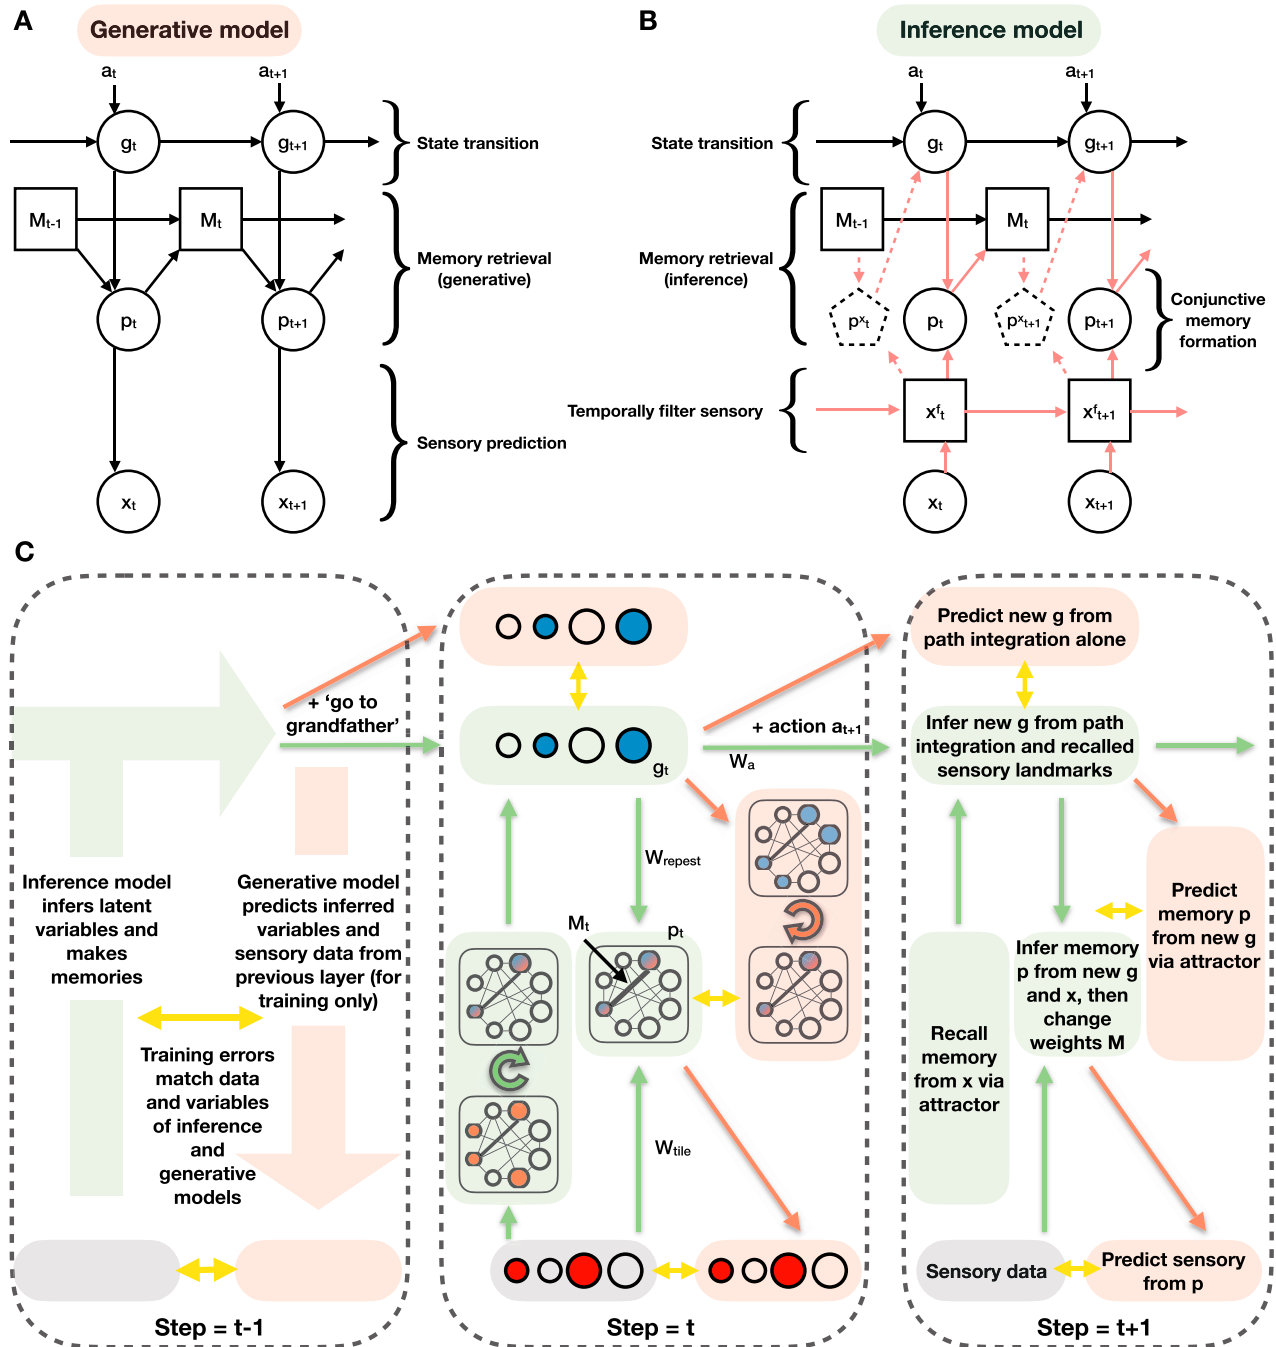 A
Generative model
at
at+1
gt
gt+1
State transition
Mt-1
Mt
Memory retrieval
(generative)
pt
pt+1
Sensory prediction
xt
xt+1
B
Inference model
at
at+1
State transition
gt
gt+1
Mt-1
Mt
Memory retrieval
(inference)
pxt
pt
pxt+1
pt+1
Conjunctive
memory
formation
Temporally filter sensory
xft
xft+1
xt
xt+1
C
+ ‘go to
grandfather’
Inference model
infers latent
variables and
makes
memories
Generative model
predicts inferred
variables and
sensory data from
previous layer (for
training only)
Training errors
match data
and variables
of inference
and
generative
models
Step = t-1
gt
+ action at+1
Wa
Wrepest
Mt
pt
Wtile
Step = t
Predict new g from
path integration alone
Infer new g from path
integration and recalled
sensory landmarks
Predict
memory p
from new g
via attractor
Infer memory
p from new g
and x, then
change
weights M
Recall
memory
from x via
attractor
Sensory data
Predict sensory
from p
Step = t+1